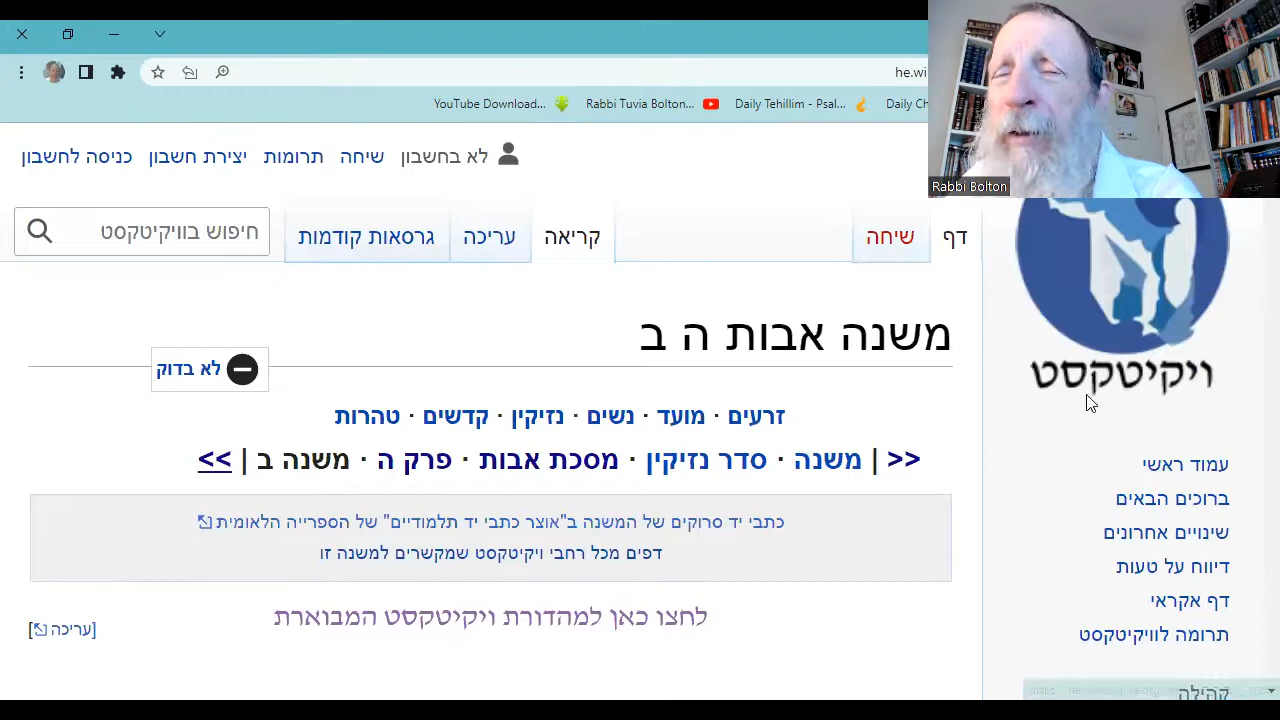 he.wi
YouTube Download... Rabbi Tuvia Bolton... Daily Tehillim - Psal... Daily Ch
Rabbi Bolton
לא בחשבון שיחה תרומות יצירת חשבון כניסה לחשבון
דף שיחה קריאה עריכה גרסאות קודמות חיפוש בוויקיטקסט
משנה אבות ה ב
לא בדוק
זרעים · מועד · נשים · נזיקין · קדשים · טהרות
<< | משנה · סדר נזיקין · מסכת אבות · פרק ה · משנה ב | >>
כתבי יד סרוקים של המשנה ב"אוצר כתבי יד תלמודיים" של הספרייה הלאומית
דפים מכל רחבי ויקיטקסט שמקשרים למשנה זו
לחצו כאן למהדורת ויקיטקסט המבוארת
[עריכה]
ויקיטקסט
עמוד ראשי
ברוכים הבאים
שינויים אחרונים
דיווח על טעות
דף אקראי
תרומה לוויקיטקסט
קהילה